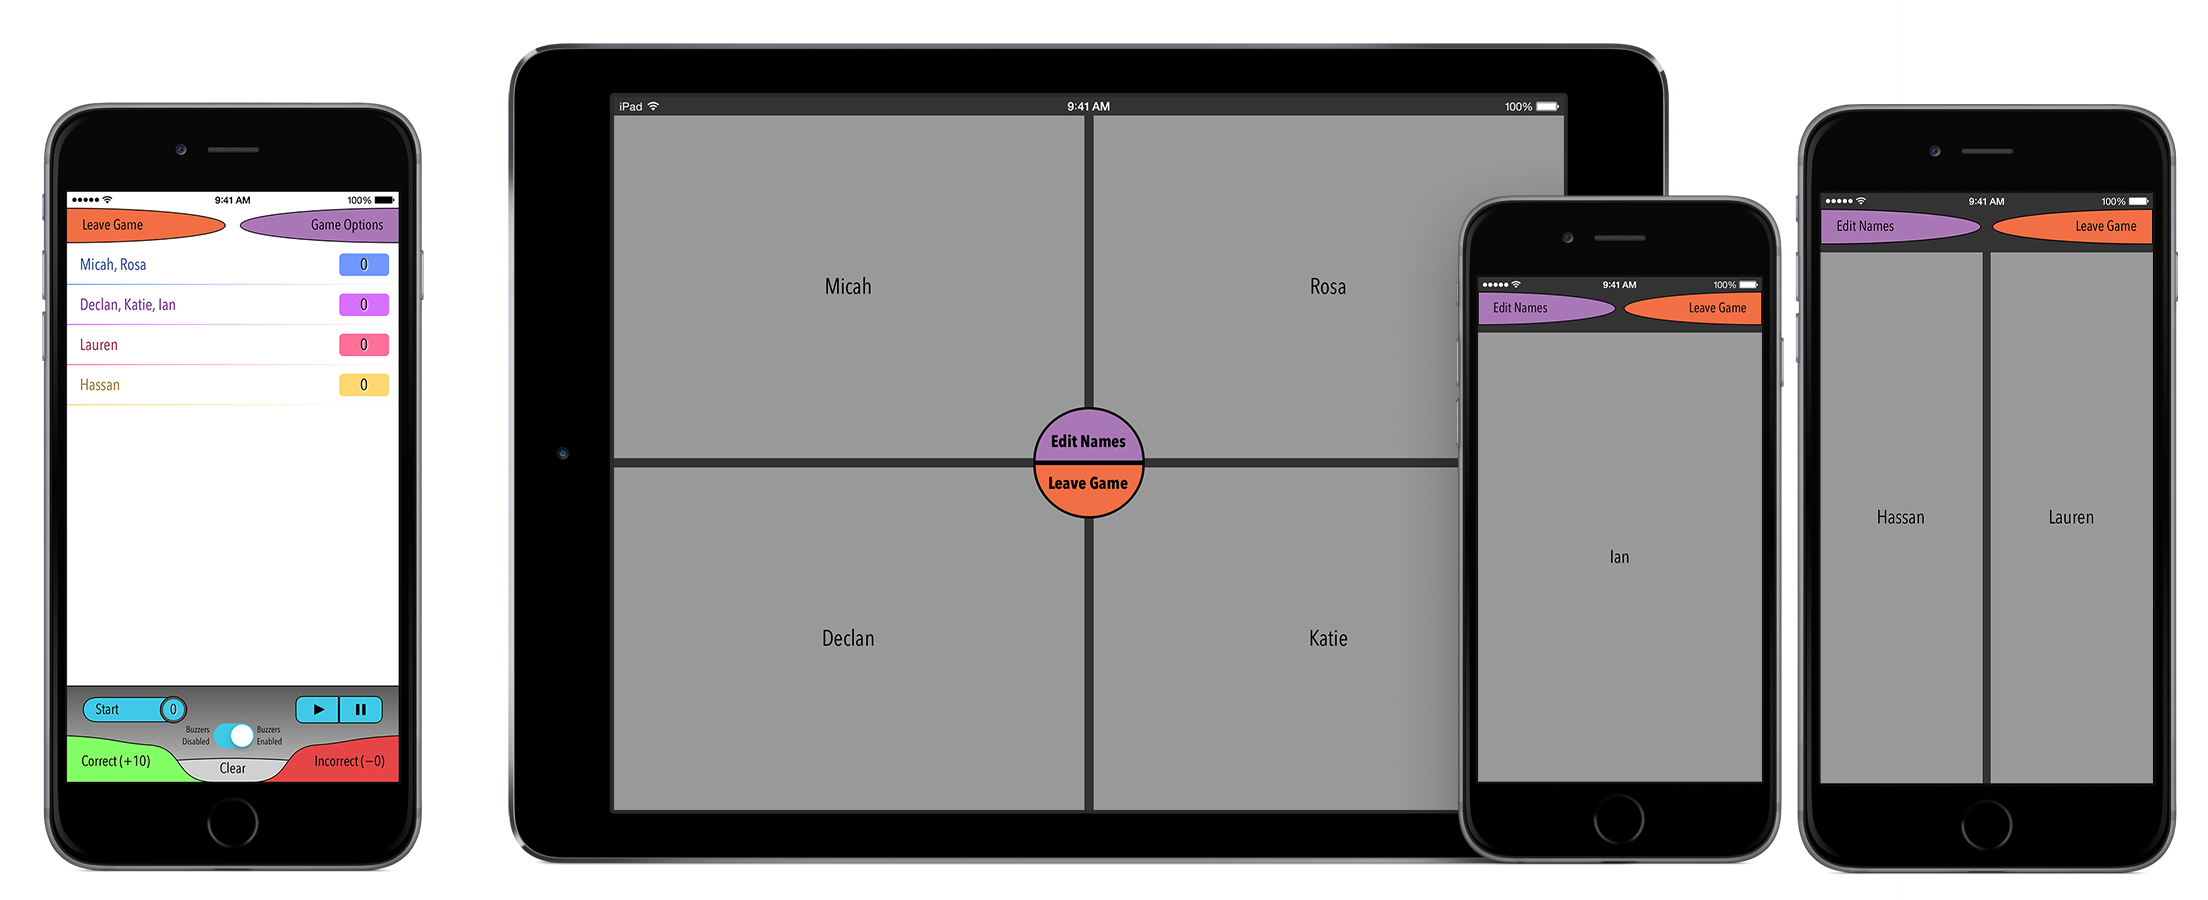 9:41 AM
100%
Leave Game
Game Options
Micah, Rosa
0
Declan, Katie, Ian
0
Lauren
0
Hassan
0
Start
0
Buzzers
Disabled
Buzzers
Enabled
Correct (+10)
Clear
Incorrect (−0)
iPad
9:41 AM
100%
Micah
Rosa
Edit Names
Leave Game
Declan
Katie
9:41 AM
100%
Edit Names
Leave Game
Ian
9:41 AM
100%
Edit Names
Leave Game
Hassan
Lauren